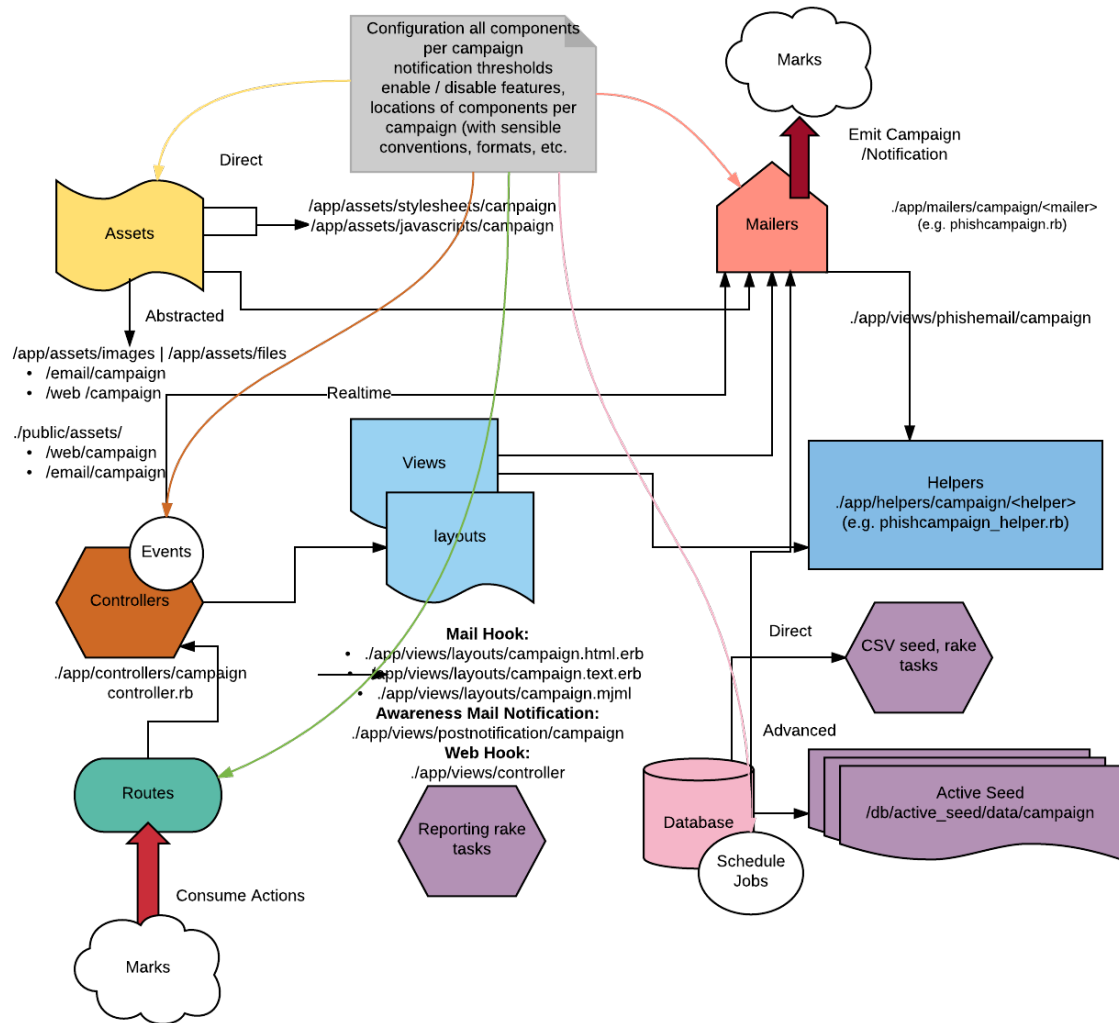 Configuration all components
per campaign
notification thresholds
enable / disable features,
locations of components per
campaign (with sensible
conventions, formats, etc.
Marks
Emit Campaign
/Notification
Direct
Assets
/app/assets/stylesheets/campaign
/app/assets/javascripts/campaign
Mailers
./app/mailers/campaign/<mailer>
(e.g. phishcampaign.rb)
Abstracted
./app/views/phishemail/campaign
/app/assets/images | /app/assets/files
• /email/campaign
• /web /campaign
Realtime
./public/assets/
• /web/campaign
• /email/campaign
Views
layouts
Helpers
./app/helpers/campaign/<helper>
(e.g. phishcampaign_helper.rb)
Events
Controllers
./app/controllers/campaign
controller.rb
Mail Hook:
• ./app/views/layouts/campaign.html.erb
• ./app/views/layouts/campaign.text.erb
• ./app/views/layouts/campaign.mjml
Awareness Mail Notification:
./app/views/postnotification/campaign
Web Hook:
./app/views/controller
Direct
CSV seed, rake
tasks
Advanced
Routes
Reporting rake
tasks
Database
Schedule
Jobs
Active Seed
/db/active_seed/data/campaign
Consume Actions
Marks